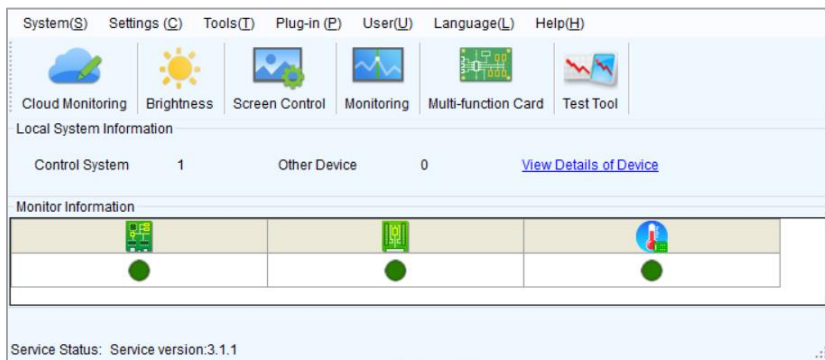 System(S) Settings (C) Tools(T) Plug-in (P) User(U) Language(L) Help(H)
Cloud Monitoring Brightness Screen Control Monitoring Multi-function Card Test Tool
Local System Information
Control System 1 Other Device 0 View Details of Device
Monitor Information
Service Status: Service version:3.1.1